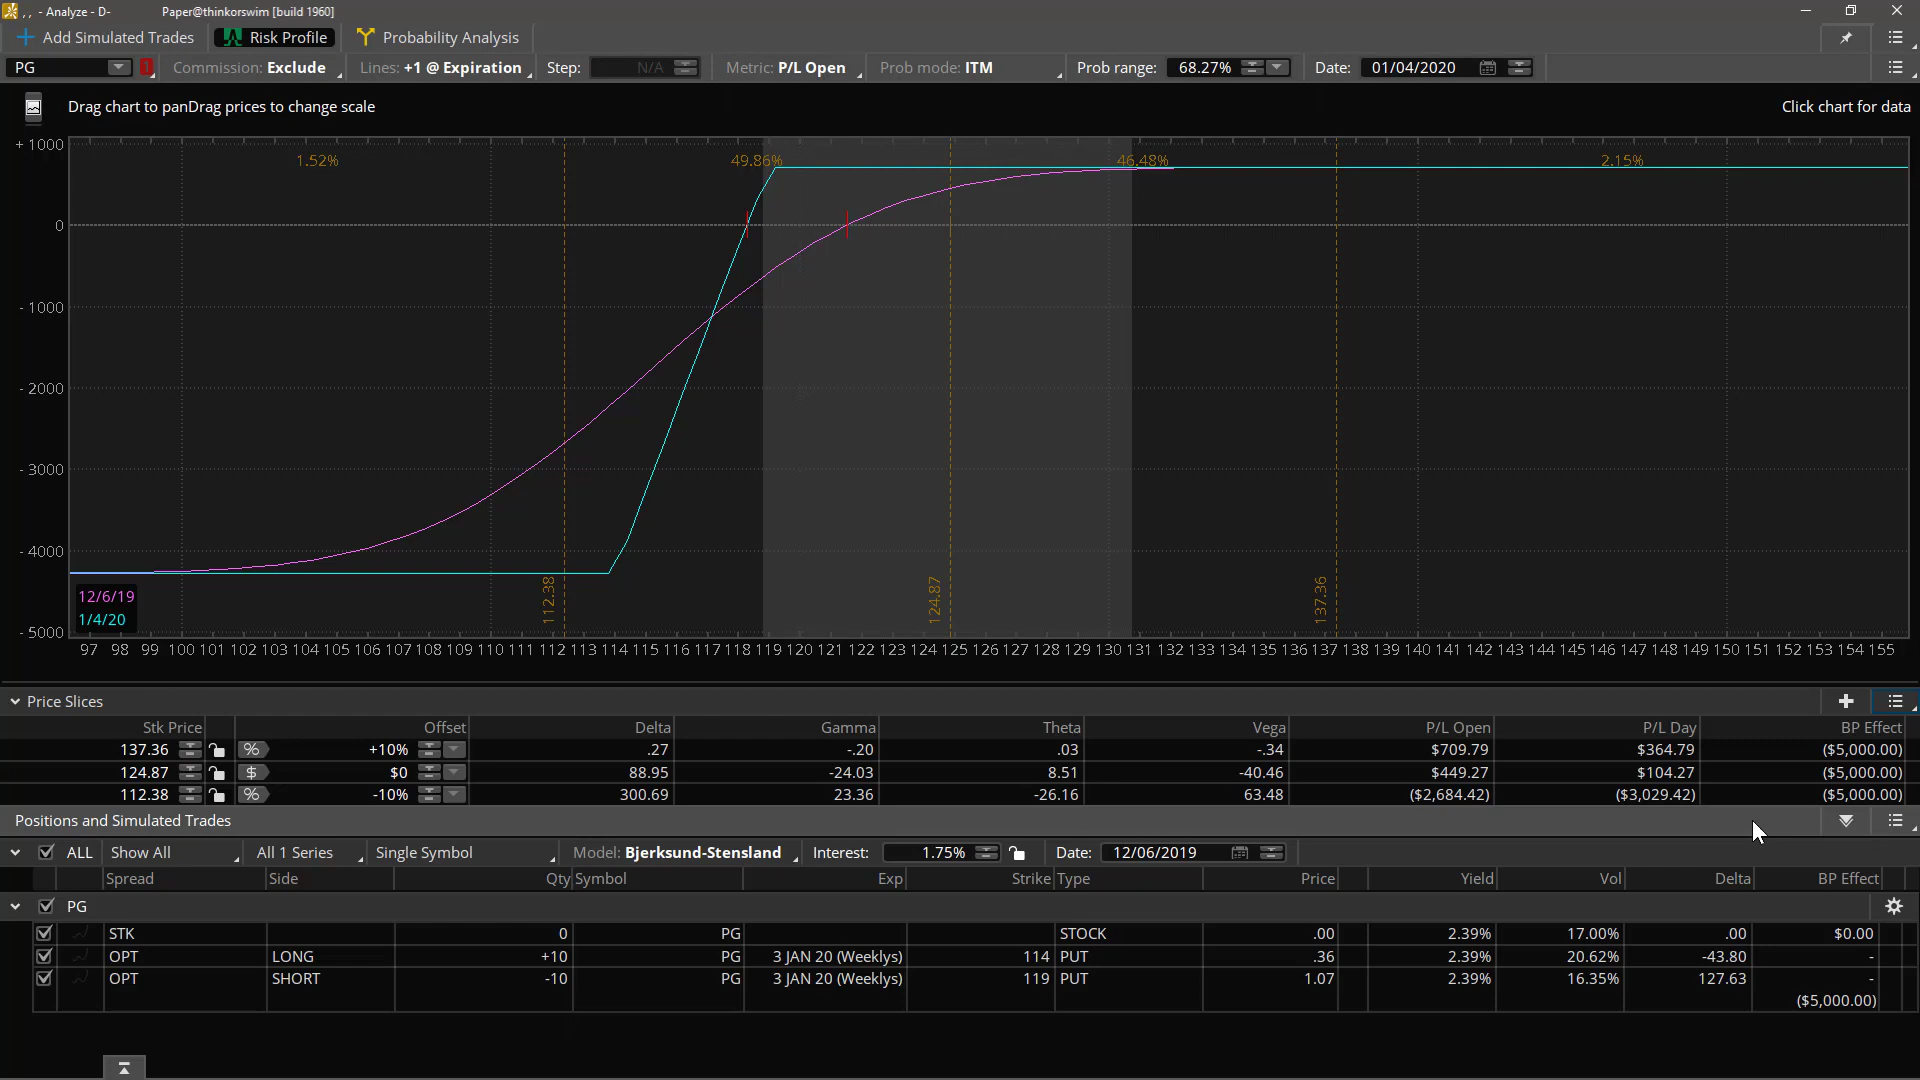 ,, - Analyze - D- Paper@thinkorswim [build 1960]
Add Simulated Trades Risk Profile Probability Analysis
PG 1 Commission: Exclude Lines: +1 @ Expiration Step: N/A Metric: P/L Open Prob mode: ITM Prob range: 68.27% Date: 01/04/2020
Drag chart to panDrag prices to change scale Click chart for data
+ 1000
1.52% 49.86% 46.48% 2.15%
0
- 1000
- 2000
- 3000
- 4000
112.38 124.87 137.36
12/6/19
1/4/20
- 5000
97 98 99 100 101 102 103 104 105 106 107 108 109 110 111 112 113 114 115 116 117 118 119 120 121 122 123 124 125 126 127 128 129 130 131 132 133 134 135 136 137 138 139 140 141 142 143 144 145 146 147 148 149 150 151 152 153 154 155
Price Slices
Stk Price Offset Delta Gamma Theta Vega P/L Open P/L Day BP Effect
137.36 % +10% .27 -.20 .03 -.34 $709.79 $364.79 ($5,000.00)
124.87 $ $0 88.95 -24.03 8.51 -40.46 $449.27 $104.27 ($5,000.00)
112.38 % -10% 300.69 23.36 -26.16 63.48 ($2,684.42) ($3,029.42) ($5,000.00)
Positions and Simulated Trades
ALL Show All All 1 Series Single Symbol Model: Bjerksund-Stensland Interest: 1.75% Date: 12/06/2019
Spread Side Qty Symbol Exp Strike Type Price Yield Vol Delta BP Effect
PG
STK 0 PG STOCK .00 2.39% 17.00% .00 $0.00
OPT LONG +10 PG 3 JAN 20 (Weeklys) 114 PUT .36 2.39% 20.62% -43.80 -
OPT SHORT -10 PG 3 JAN 20 (Weeklys) 119 PUT 1.07 2.39% 16.35% 127.63 -
($5,000.00)